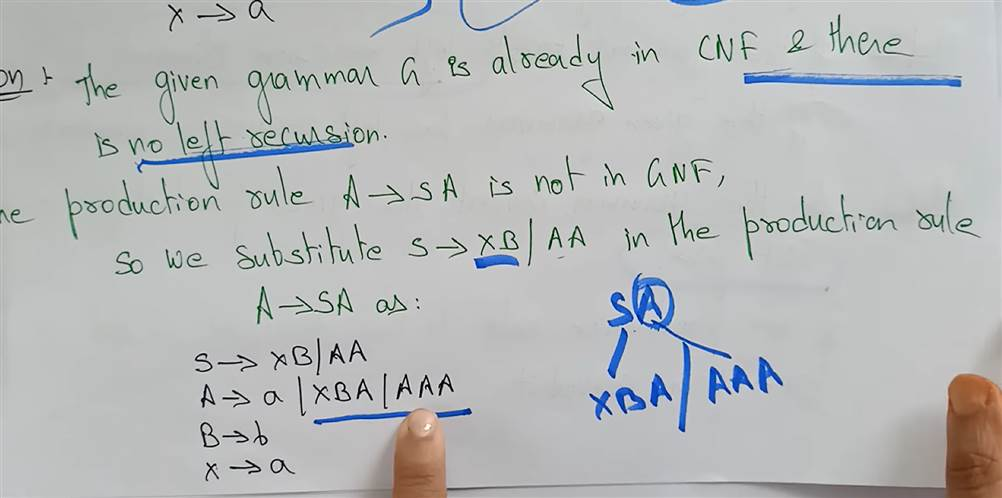 X → a
on : The given grammar G is already in CNF & there
is no left recursion.
he production rule A → SA is not in GNF,
So we substitute S → XB | AA in the production rule
A → SA as:
S → XB | AA
A → a | XBA | AAA
B → b
X → a
SA
XBA | AAA